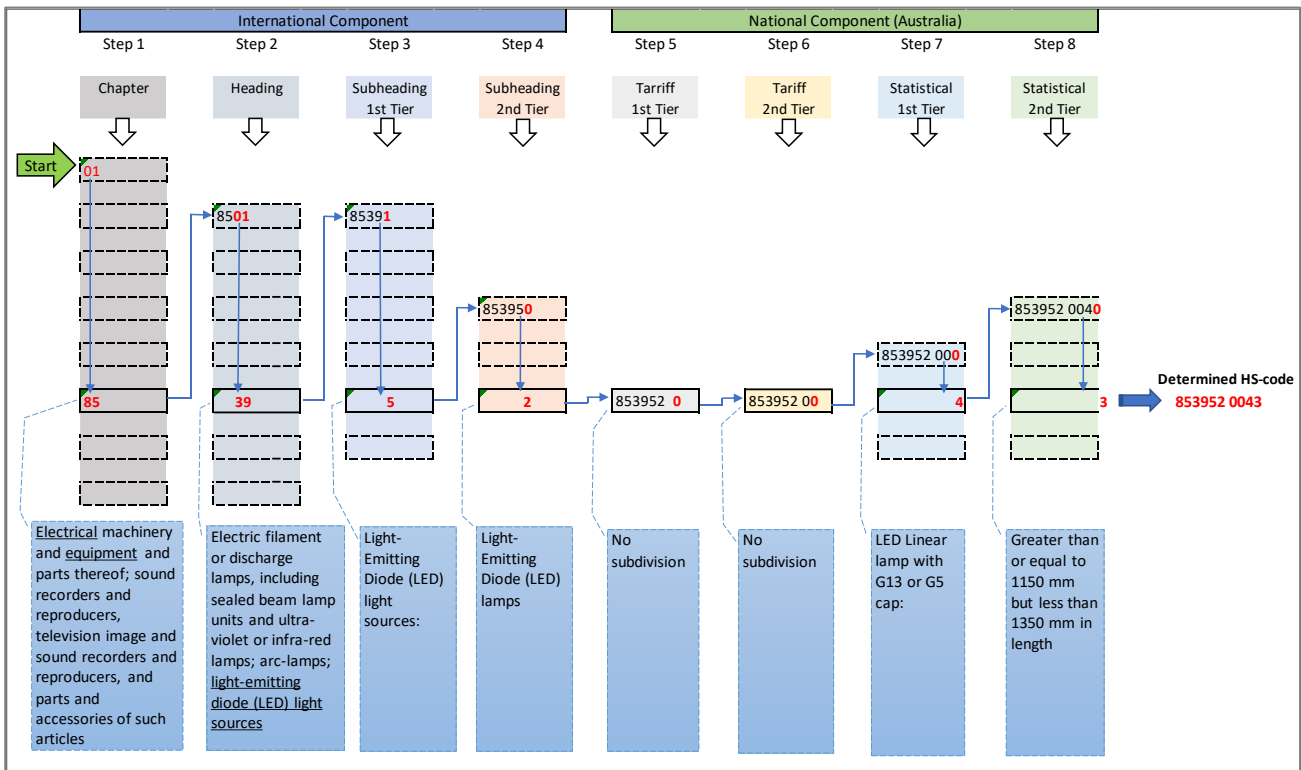 International Component
National Component (Australia)
Step 1
Step 2
Step 3
Step 4
Step 5
Step 6
Step 7
Step 8
Chapter
Heading
Subheading
1st Tier
Subheading
2nd Tier
Tarriff
1st Tier
Tariff
2nd Tier
Statistical
1st Tier
Statistical
2nd Tier
Start
01
8501
85391
853950
853952 0040
853952 000
85
39
5
2
853952 0
853952 00
4
3
Determined HS-code
853952 0043
Electrical machinery
and equipment and
parts thereof; sound
recorders and
reproducers,
television image and
sound recorders and
reproducers, and
parts and
accessories of such
articles
Electric filament
or discharge
lamps, including
sealed beam lamp
units and ultra-
violet or infra-red
lamps; arc-lamps;
light-emitting
diode (LED) light
sources
Light-
Emitting
Diode (LED)
light
sources:
Light-
Emitting
Diode (LED)
lamps
No
subdivision
No
subdivision
LED Linear
lamp with
G13 or G5
cap:
Greater than
or equal to
1150 mm
but less than
1350 mm in
length